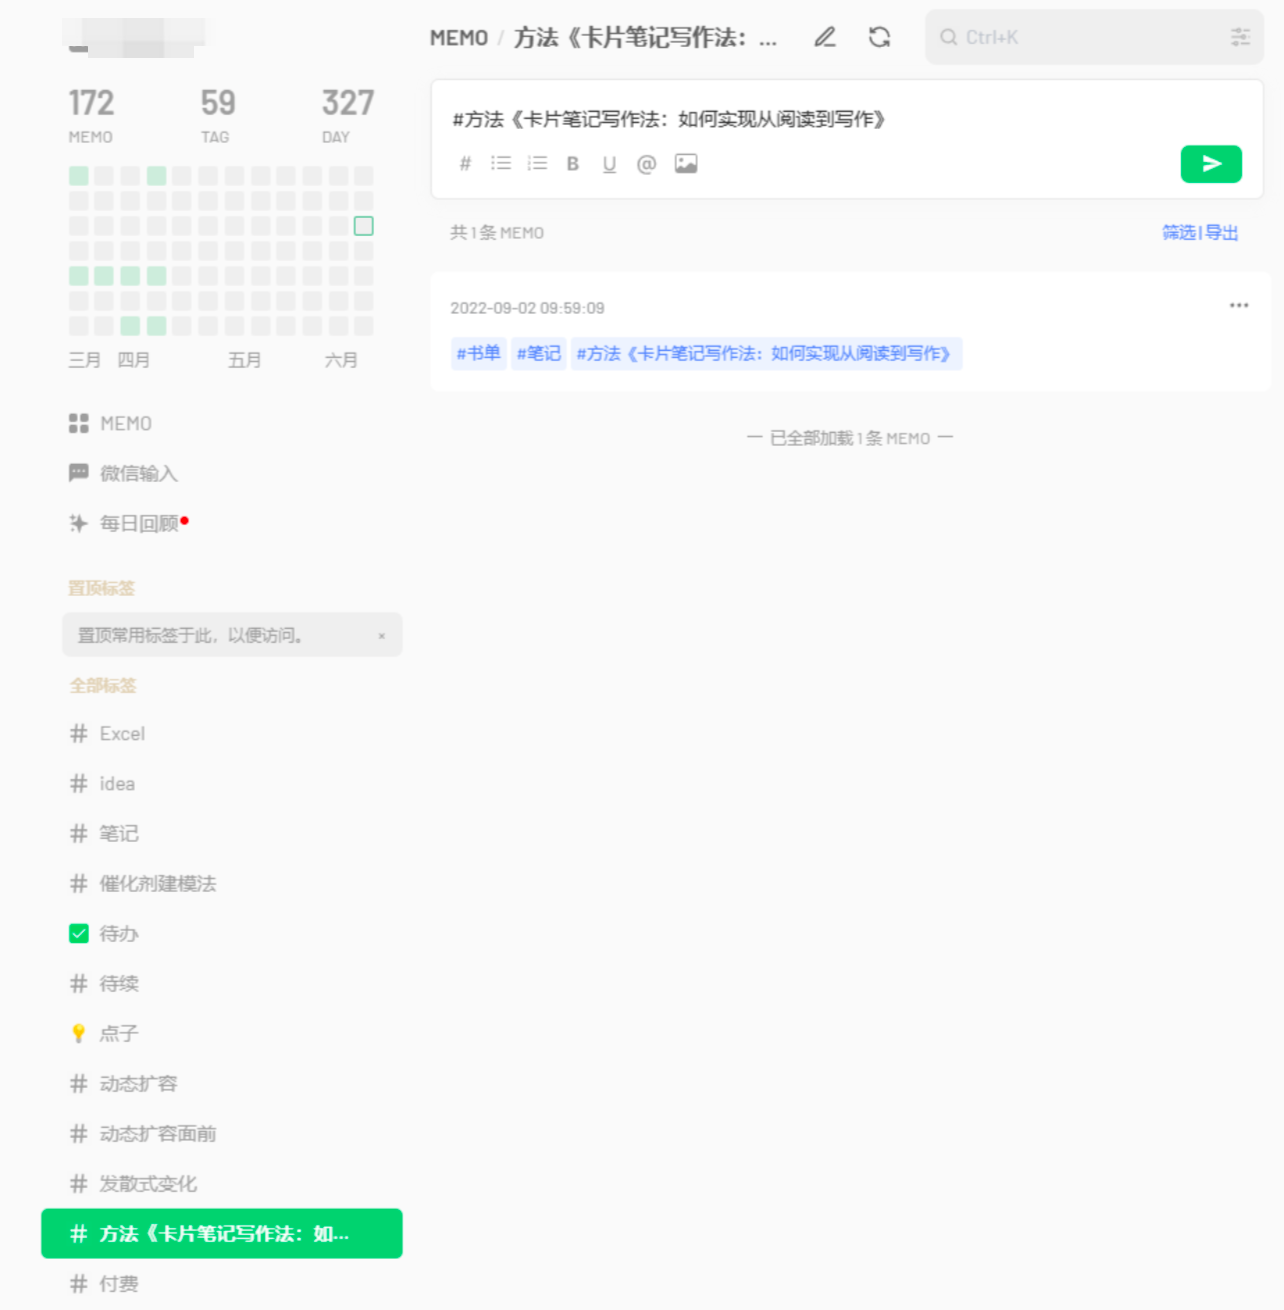 172 59 327
MEMO TAG DAY
三月 四月 五月 六月
MEMO
微信输入
每日回顾
置顶标签
置顶常用标签于此，以便访问。 ×
全部标签
# Excel
# idea
# 笔记
# 催化剂建模法
待办
# 待续
点子
# 动态扩容
# 动态扩容面前
# 发散式变化
# 方法《卡片笔记写作法：如...
# 付费
MEMO / 方法《卡片笔记写作法：...
Ctrl+K
#方法《卡片笔记写作法：如何实现从阅读到写作》
# B U @
共1条 MEMO 筛选|导出
2022-09-02 09:59:09
#书单 #笔记 #方法《卡片笔记写作法：如何实现从阅读到写作》
— 已全部加载1条 MEMO —